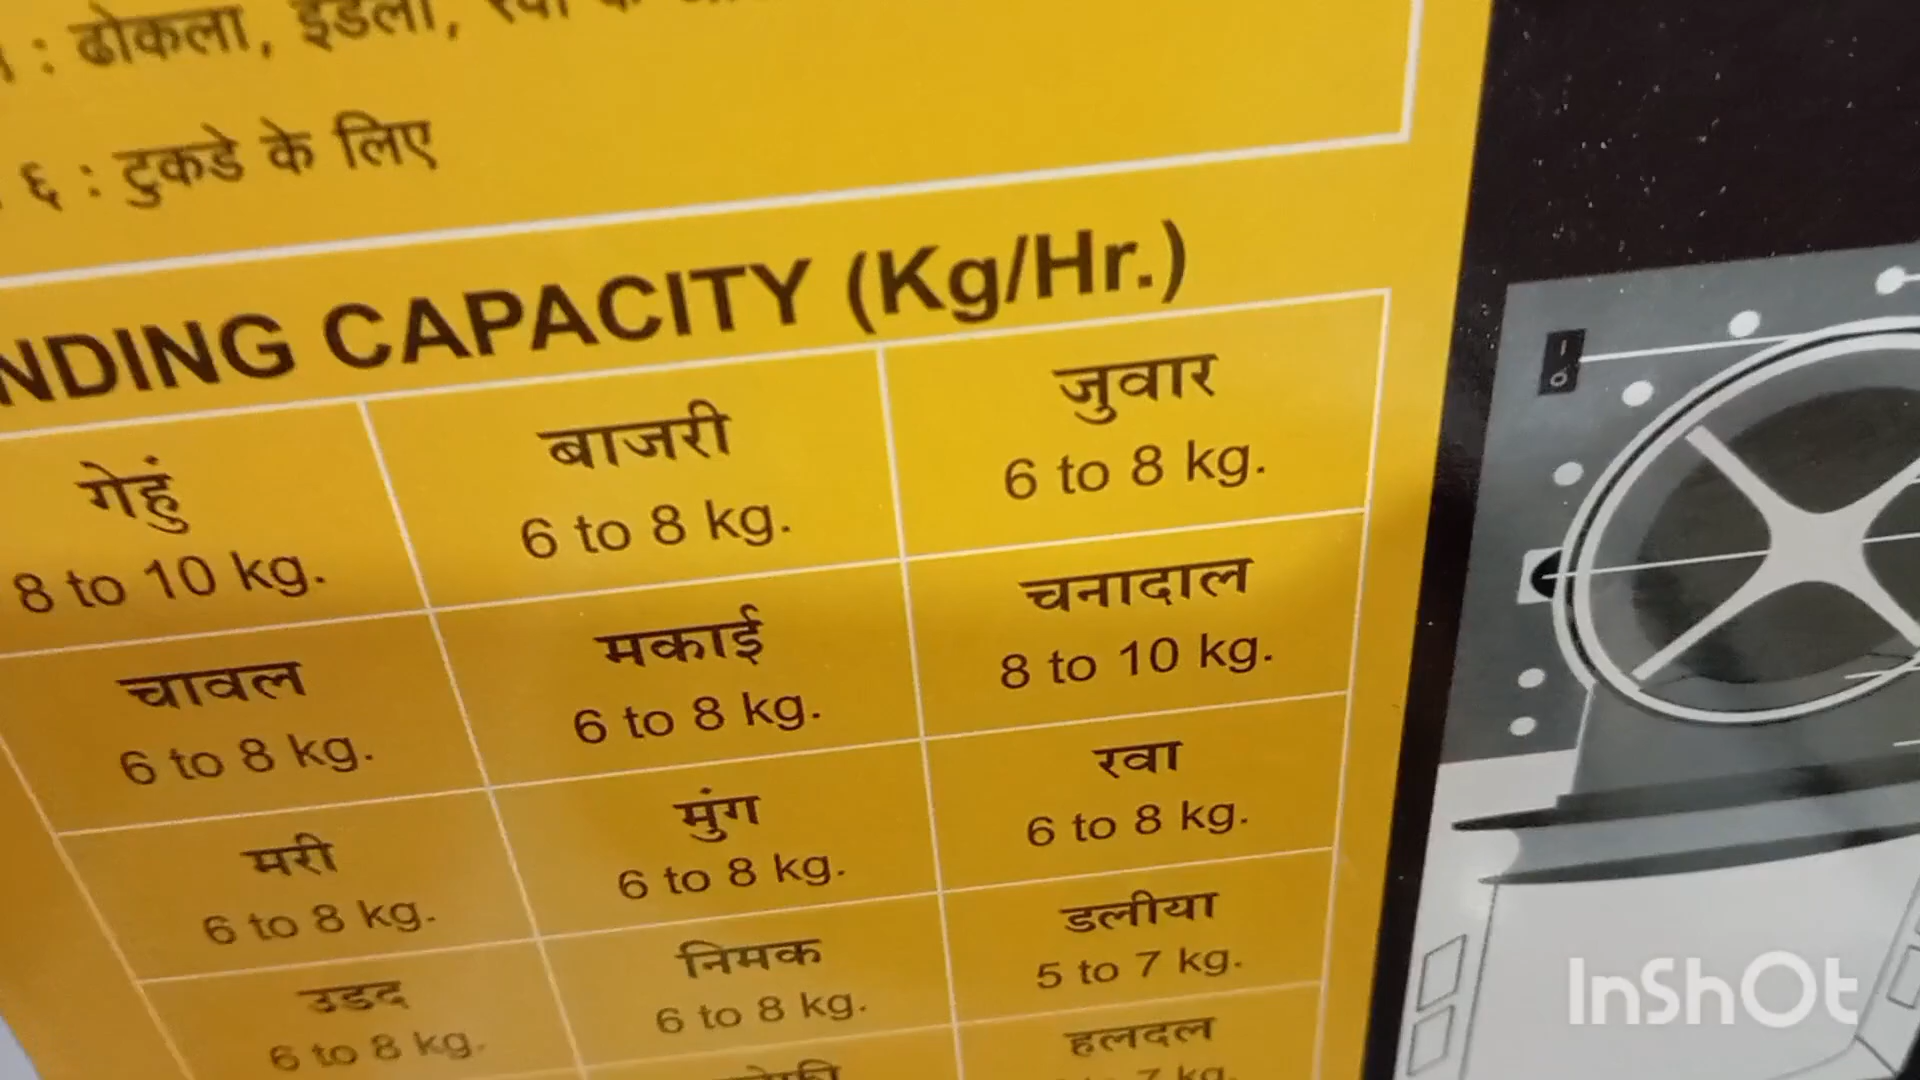 : ढोकला, इडली,
६ : टुकडे के लिए
NDING CAPACITY (Kg/Hr.)
गेहुं
8 to 10 kg.
बाजरी
6 to 8 kg.
जुवार
6 to 8 kg.
चावल
6 to 8 kg.
मकाई
6 to 8 kg.
चनादाल
8 to 10 kg.
मरी
6 to 8 kg.
मुंग
6 to 8 kg.
रवा
6 to 8 kg.
उडद
6 to 8 kg.
निमक
6 to 8 kg.
डलीया
5 to 7 kg.
हलदल
7 kg.
InShOt